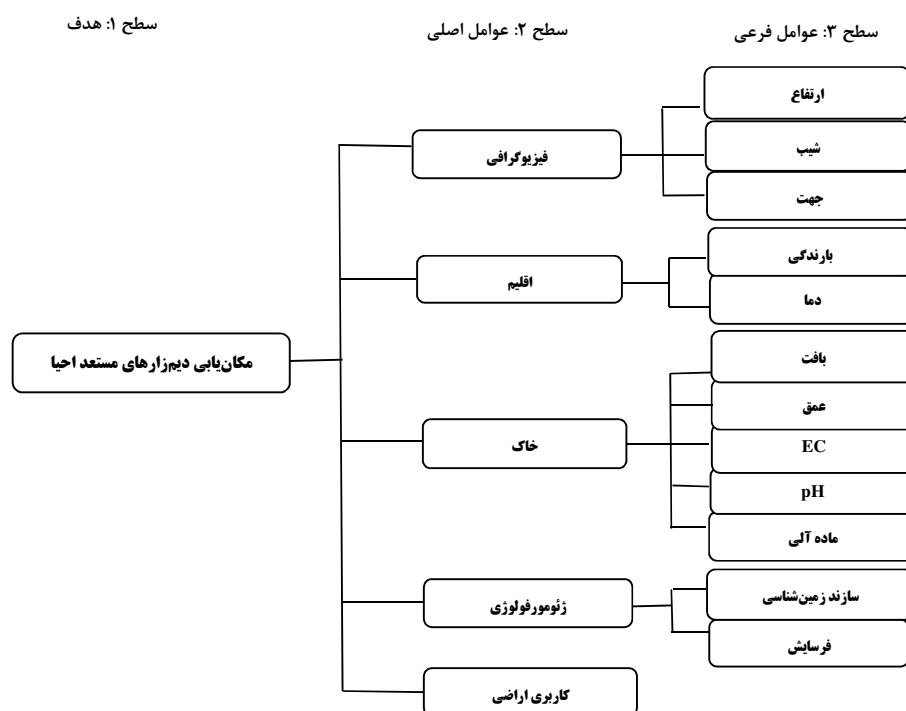 سطح ۱: هدف
سطح ۲: عوامل اصلی
سطح ۳: عوامل فرعی
مکان‌یابی دیم‌زارهای مستعد احیا
فیزیوگرافی
ارتفاع
شیب
جهت
اقلیم
بارندگی
دما
خاک
بافت
عمق
EC
pH
ماده آلی
ژئومورفولوژی
سازند زمین‌شناسی
فرسایش
کاربری اراضی